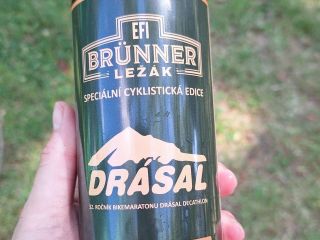 EFI
BRÜNNER
LEŽÁK
SPECIÁLNÍ CYKLISTICKÁ EDICE
DRÁSAL
32. ROČNÍK BIKEMARATONU DRÁSAL DECATHLON